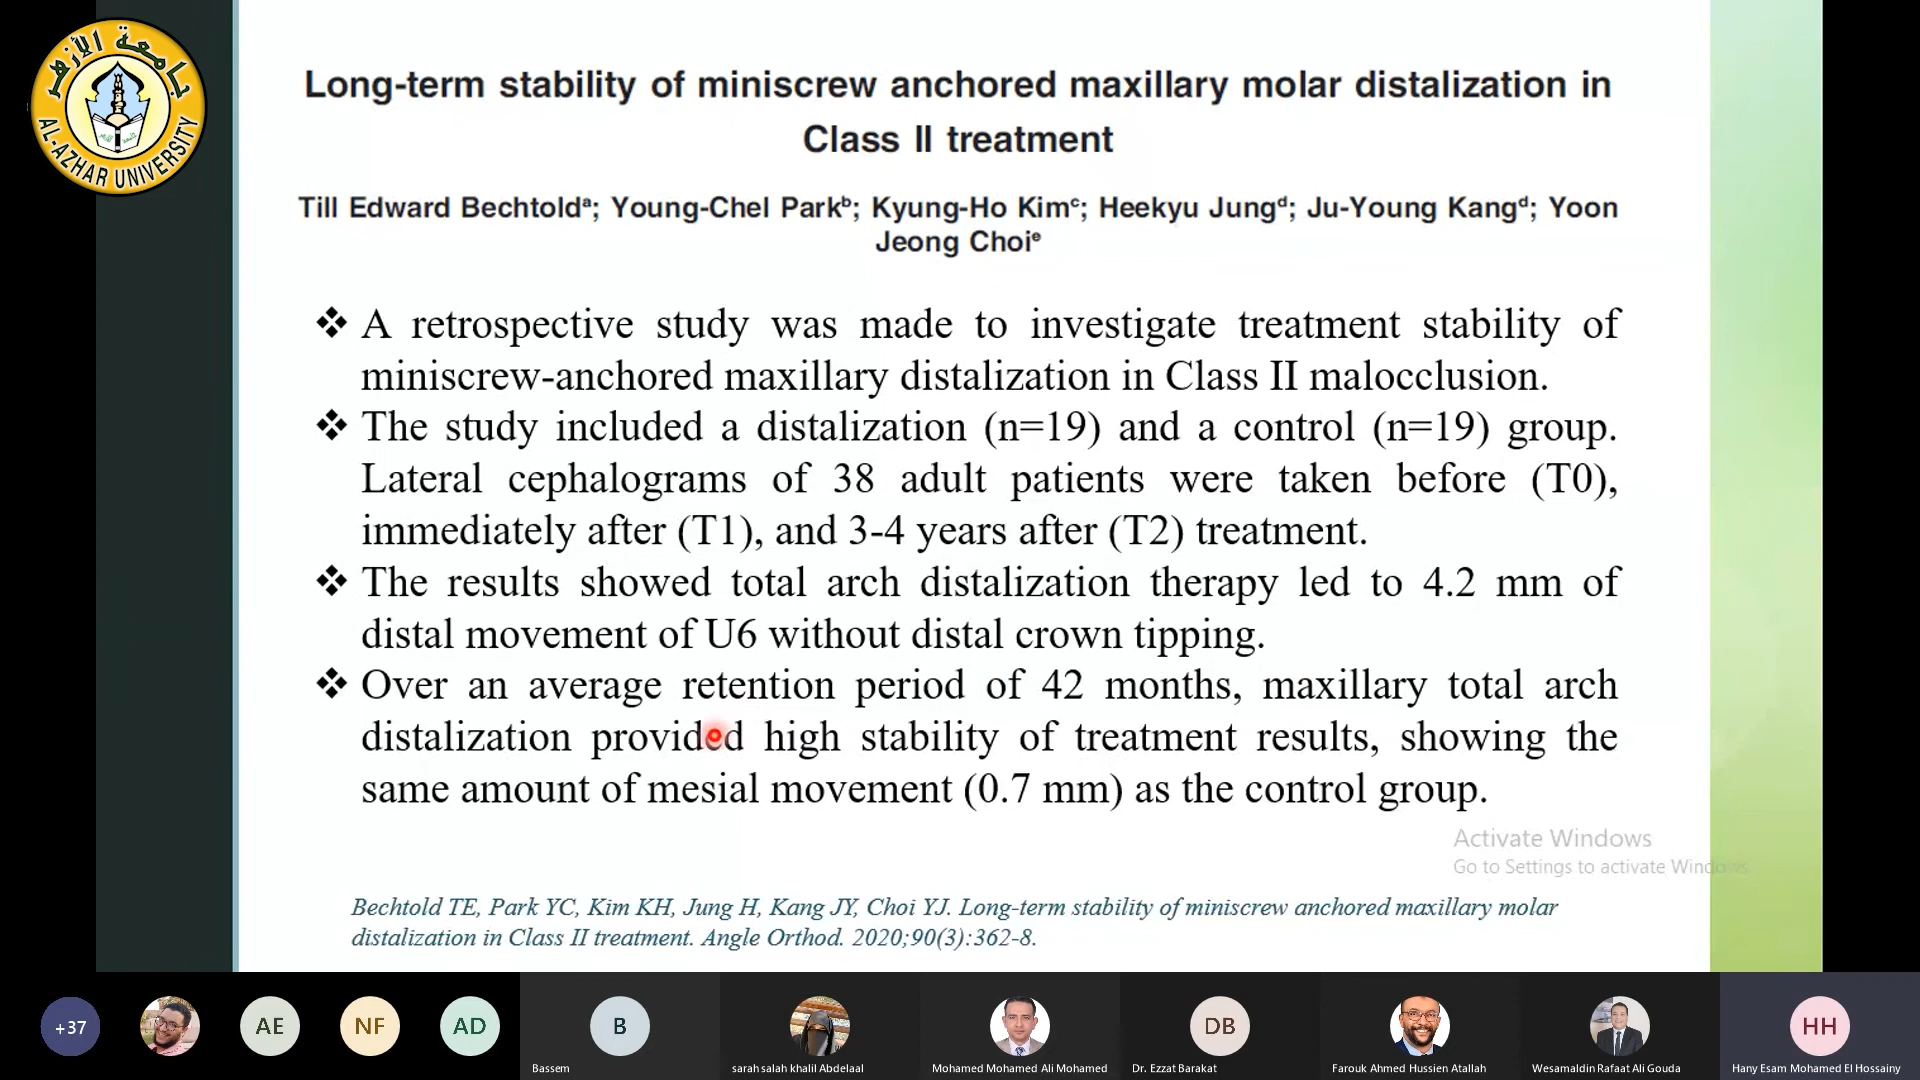 جامعة الأزهر
AL-AZHAR UNIVERSITY
Long-term stability of miniscrew anchored maxillary molar distalization in
Class II treatment
Till Edward Bechtoldᵃ; Young-Chel Parkᵇ; Kyung-Ho Kimᶜ; Heekyu Jungᵈ; Ju-Young Kangᵈ; Yoon
Jeong Choiᵉ
❖ A retrospective study was made to investigate treatment stability of
miniscrew-anchored maxillary distalization in Class II malocclusion.
❖ The study included a distalization (n=19) and a control (n=19) group.
Lateral cephalograms of 38 adult patients were taken before (T0),
immediately after (T1), and 3-4 years after (T2) treatment.
❖ The results showed total arch distalization therapy led to 4.2 mm of
distal movement of U6 without distal crown tipping.
❖ Over an average retention period of 42 months, maxillary total arch
distalization provided high stability of treatment results, showing the
same amount of mesial movement (0.7 mm) as the control group.
Activate Windows
Go to Settings to activate Windows.
Bechtold TE, Park YC, Kim KH, Jung H, Kang JY, Choi YJ. Long-term stability of miniscrew anchored maxillary molar
distalization in Class II treatment. Angle Orthod. 2020;90(3):362-8.
+37
AE
NF
AD
B
DB
HH
Bassem
sarah salah khalil Abdelaal
Mohamed Mohamed Ali Mohamed
Dr. Ezzat Barakat
Farouk Ahmed Hussien Atallah
Wesamaldin Rafaat Ali Gouda
Hany Esam Mohamed El Hossainy